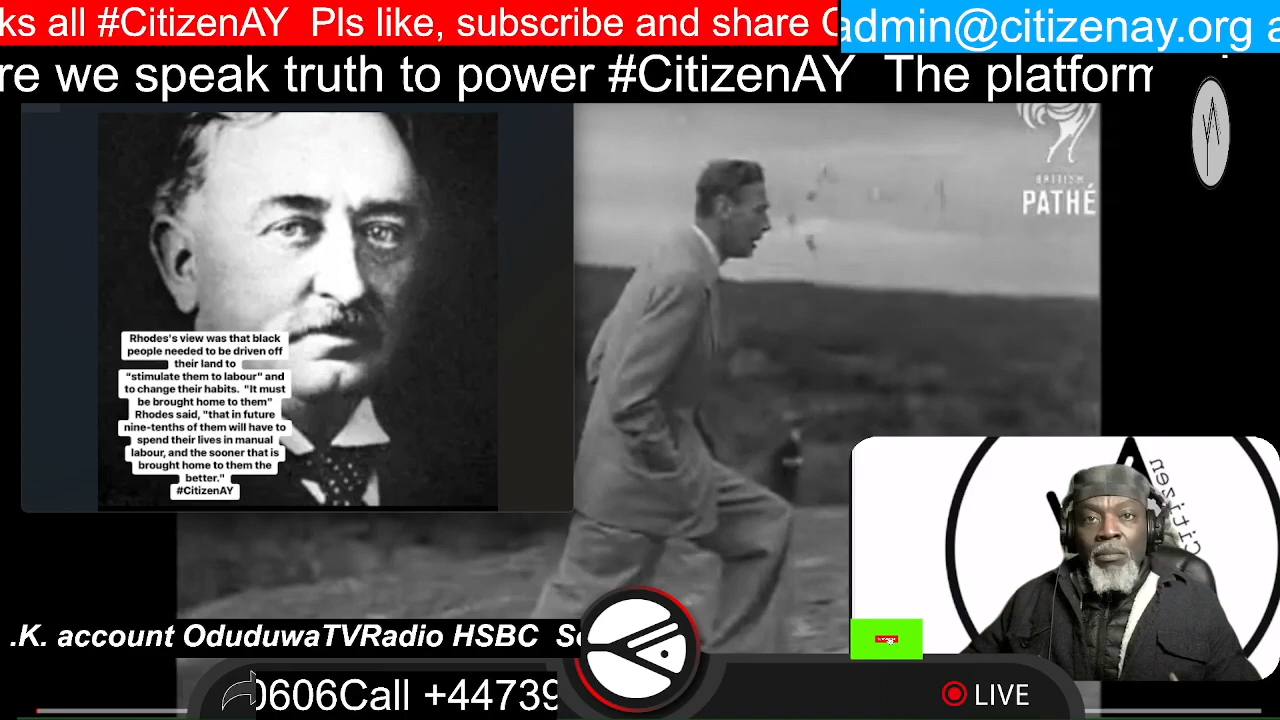 ks all #CitizenAY Pls like, subscribe and share
admin@citizenay.org a
re we speak truth to power #CitizenAY The platform
BRITISH
PATHÉ
Rhodes's view was that black
people needed to be driven off
their land to
"stimulate them to labour" and
to change their habits. "It must
be brought home to them"
Rhodes said, "that in future
nine-tenths of them will have to
spend their lives in manual
labour, and the sooner that is
brought home to them the
better."
#CitizenAY
Citizen
.K. account OduduwaTVRadio HSBC
0606Call +44739
LIVE